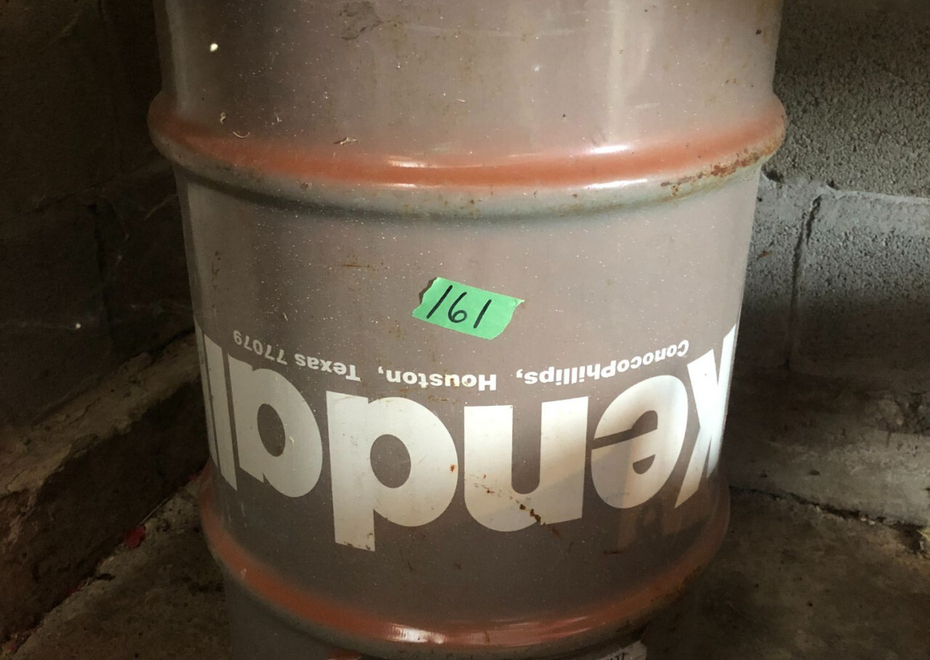 161
ConocoPhillips, Houston, Texas 77079
Kendall